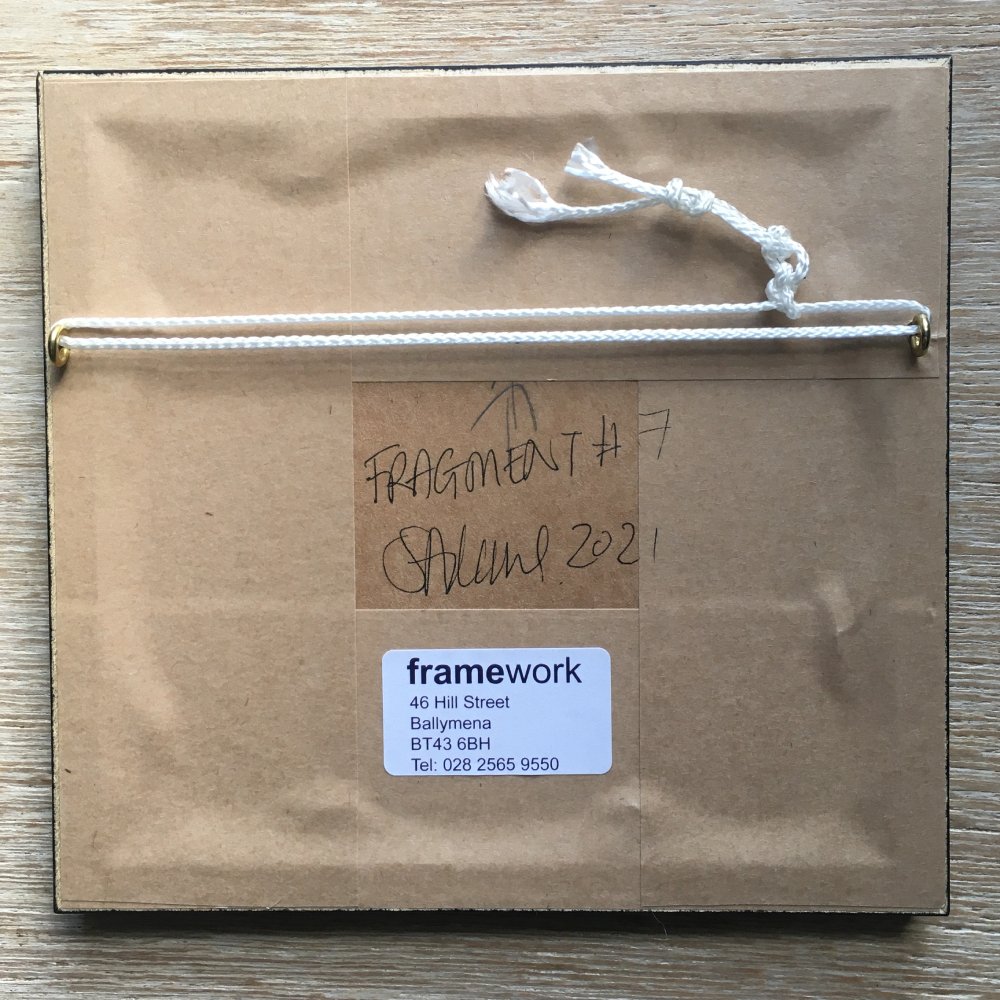 FRAGMENT # 7
2021
framework
46 Hill Street
Ballymena
BT43 6BH
Tel: 028 2565 9550